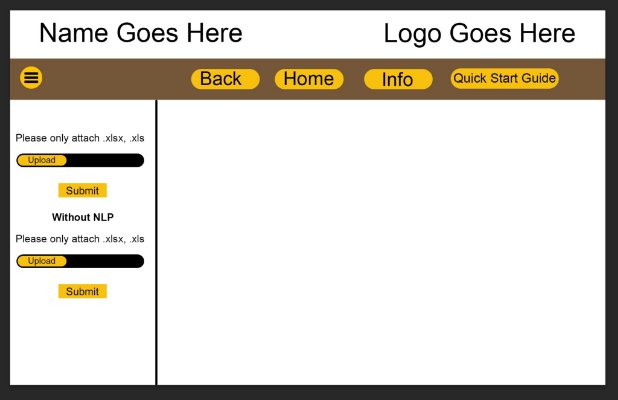 Name Goes Here
Logo Goes Here
Back
Home
Info
Quick Start Guide
Please only attach .xlsx, .xls
Upload
Submit
Without NLP
Please only attach .xlsx, .xls
Upload
Submit